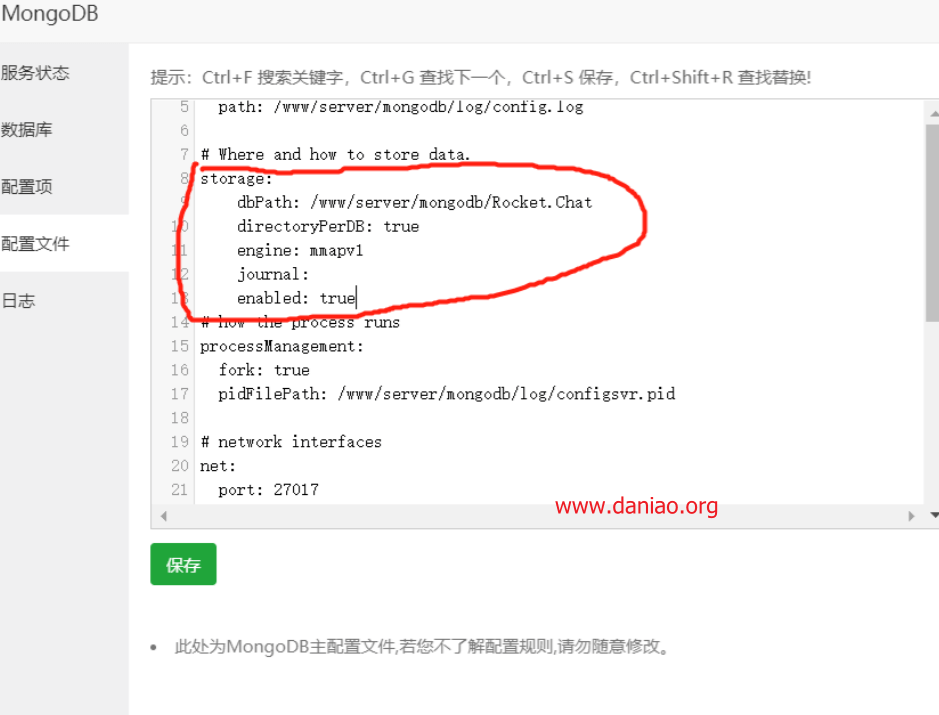 MongoDB
服务状态
数据库
配置项
配置文件
日志
提示：Ctrl+F 搜索关键字，Ctrl+G 查找下一个，Ctrl+S 保存，Ctrl+Shift+R 查找替换!
5 path: /www/server/mongodb/log/config.log
6
7 # Where and how to store data.
8 storage:
9 dbPath: /www/server/mongodb/Rocket.Chat
10 directoryPerDB: true
11 engine: mmapv1
12 journal:
13 enabled: true
14 # how the process runs
15 processManagement:
16 fork: true
17 pidFilePath: /www/server/mongodb/log/configsvr.pid
18
19 # network interfaces
20 net:
21 port: 27017
www.daniao.org
保存
此处为MongoDB主配置文件,若您不了解配置规则,请勿随意修改。